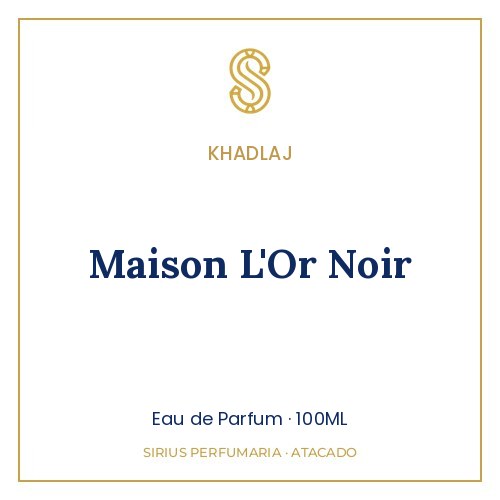 KHADLAJ
Maison L'Or Noir
Eau de Parfum · 100ML
SIRIUS PERFUMARIA · ATACADO